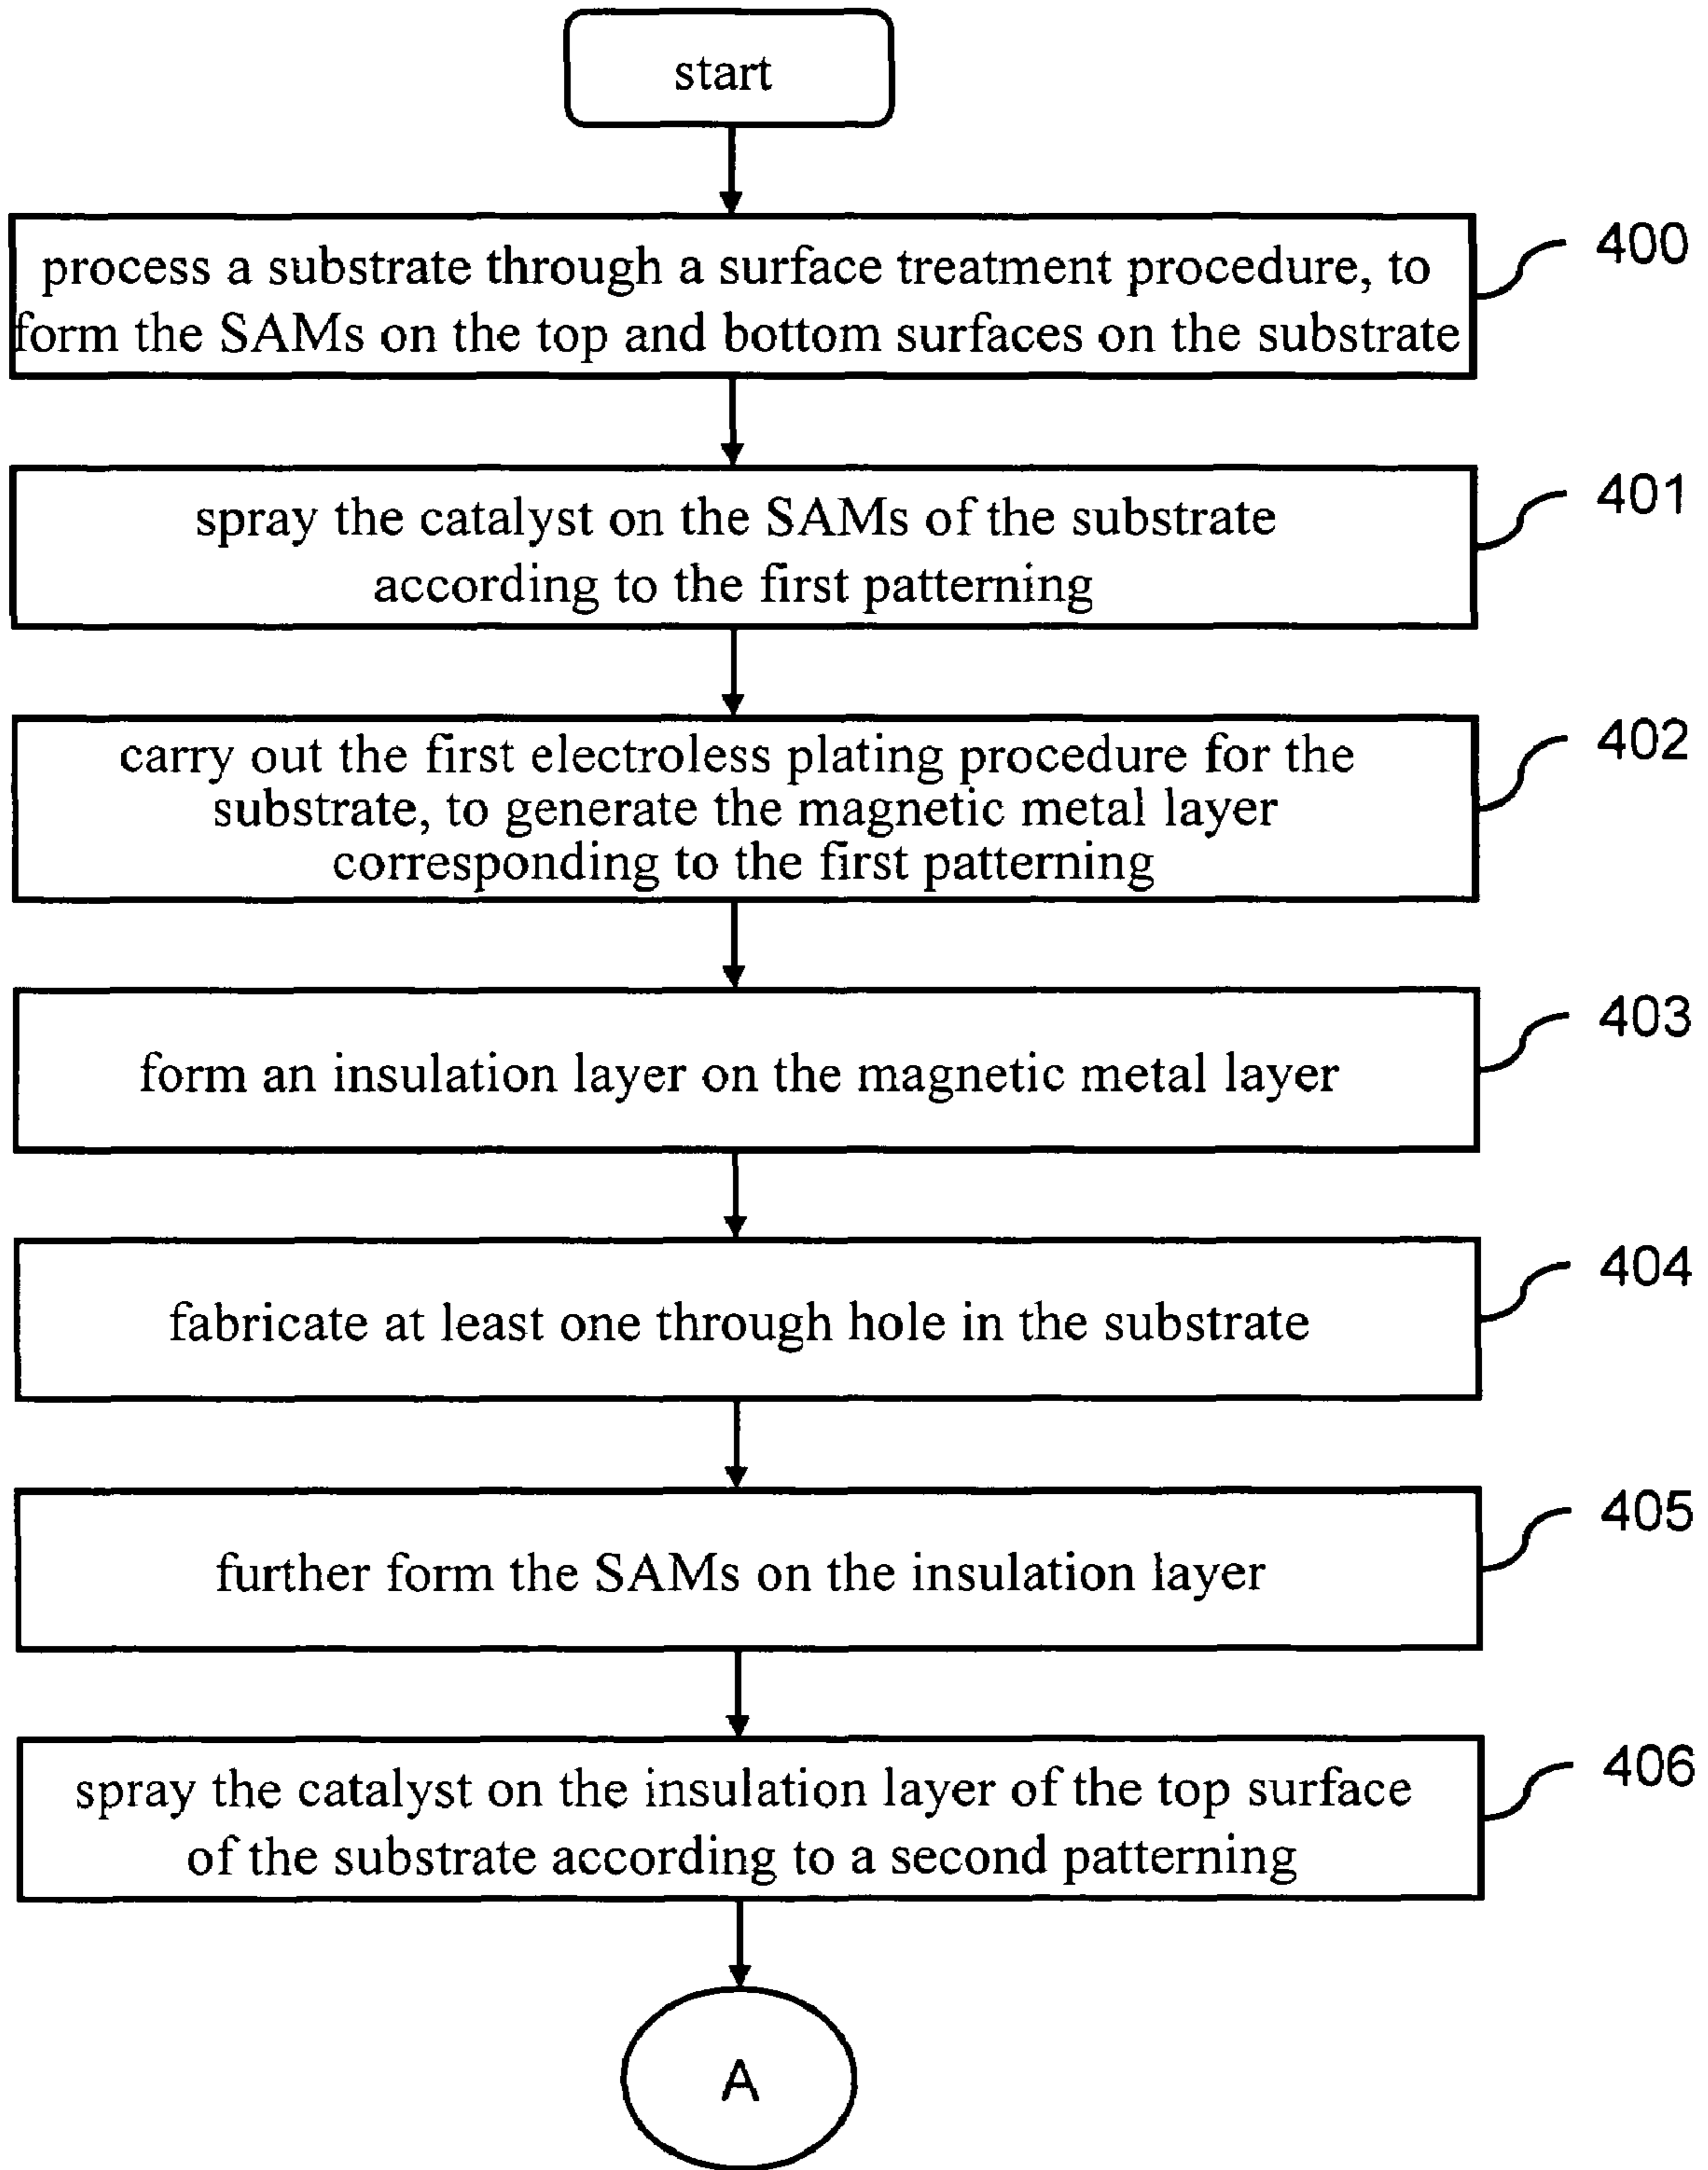 start
process a substrate through a surface treatment procedure, to
form the SAMs on the top and bottom surfaces on the substrate
400
spray the catalyst on the SAMs of the substrate
according to the first patterning
401
carry out the first electroless plating procedure for the
substrate, to generate the magnetic metal layer
corresponding to the first patterning
402
form an insulation layer on the magnetic metal layer
403
fabricate at least one through hole in the substrate
404
further form the SAMs on the insulation layer
405
spray the catalyst on the insulation layer of the top surface
of the substrate according to a second patterning
406
A